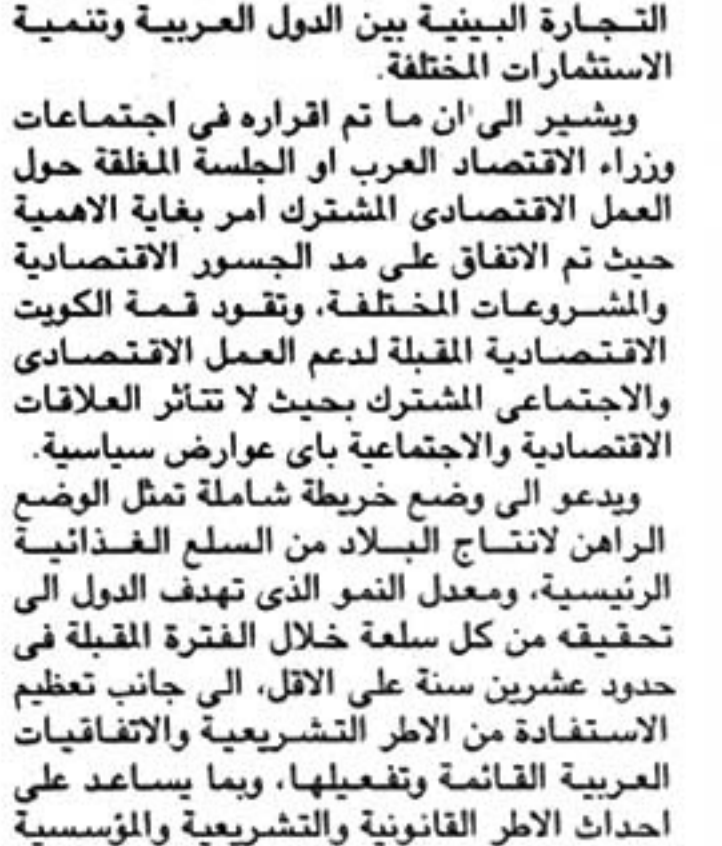 التجارة البينية بين الدول العربية وتنمية
الاستثمارات المختلفة.
ويشير الى ان ما تم اقراره فى اجتماعات
وزراء الاقتصاد العرب او الجلسة المغلقة حول
العمل الاقتصادى المشترك امر بغاية الاهمية
حيث تم الاتفاق على مد الجسور الاقتصادية
والمشروعات المختلفة، وتقود قمة الكويت
الاقتصادية المقبلة لدعم العمل الاقتصادى
والاجتماعى المشترك بحيث لا تتأثر العلاقات
الاقتصادية والاجتماعية باى عوارض سياسية.
ويدعو الى وضع خريطة شاملة تمثل الوضع
الراهن لانتاج البلاد من السلع الغذائية
الرئيسية، ومعدل النمو الذى تهدف الدول الى
تحقيقه من كل سلعة خلال الفترة المقبلة فى
حدود عشرين سنة على الاقل، الى جانب تعظيم
الاستفادة من الاطر التشريعية والاتفاقيات
العربية القائمة وتفعيلها، وبما يساعد على
احداث الاطر القانونية والتشريعية والمؤسسية